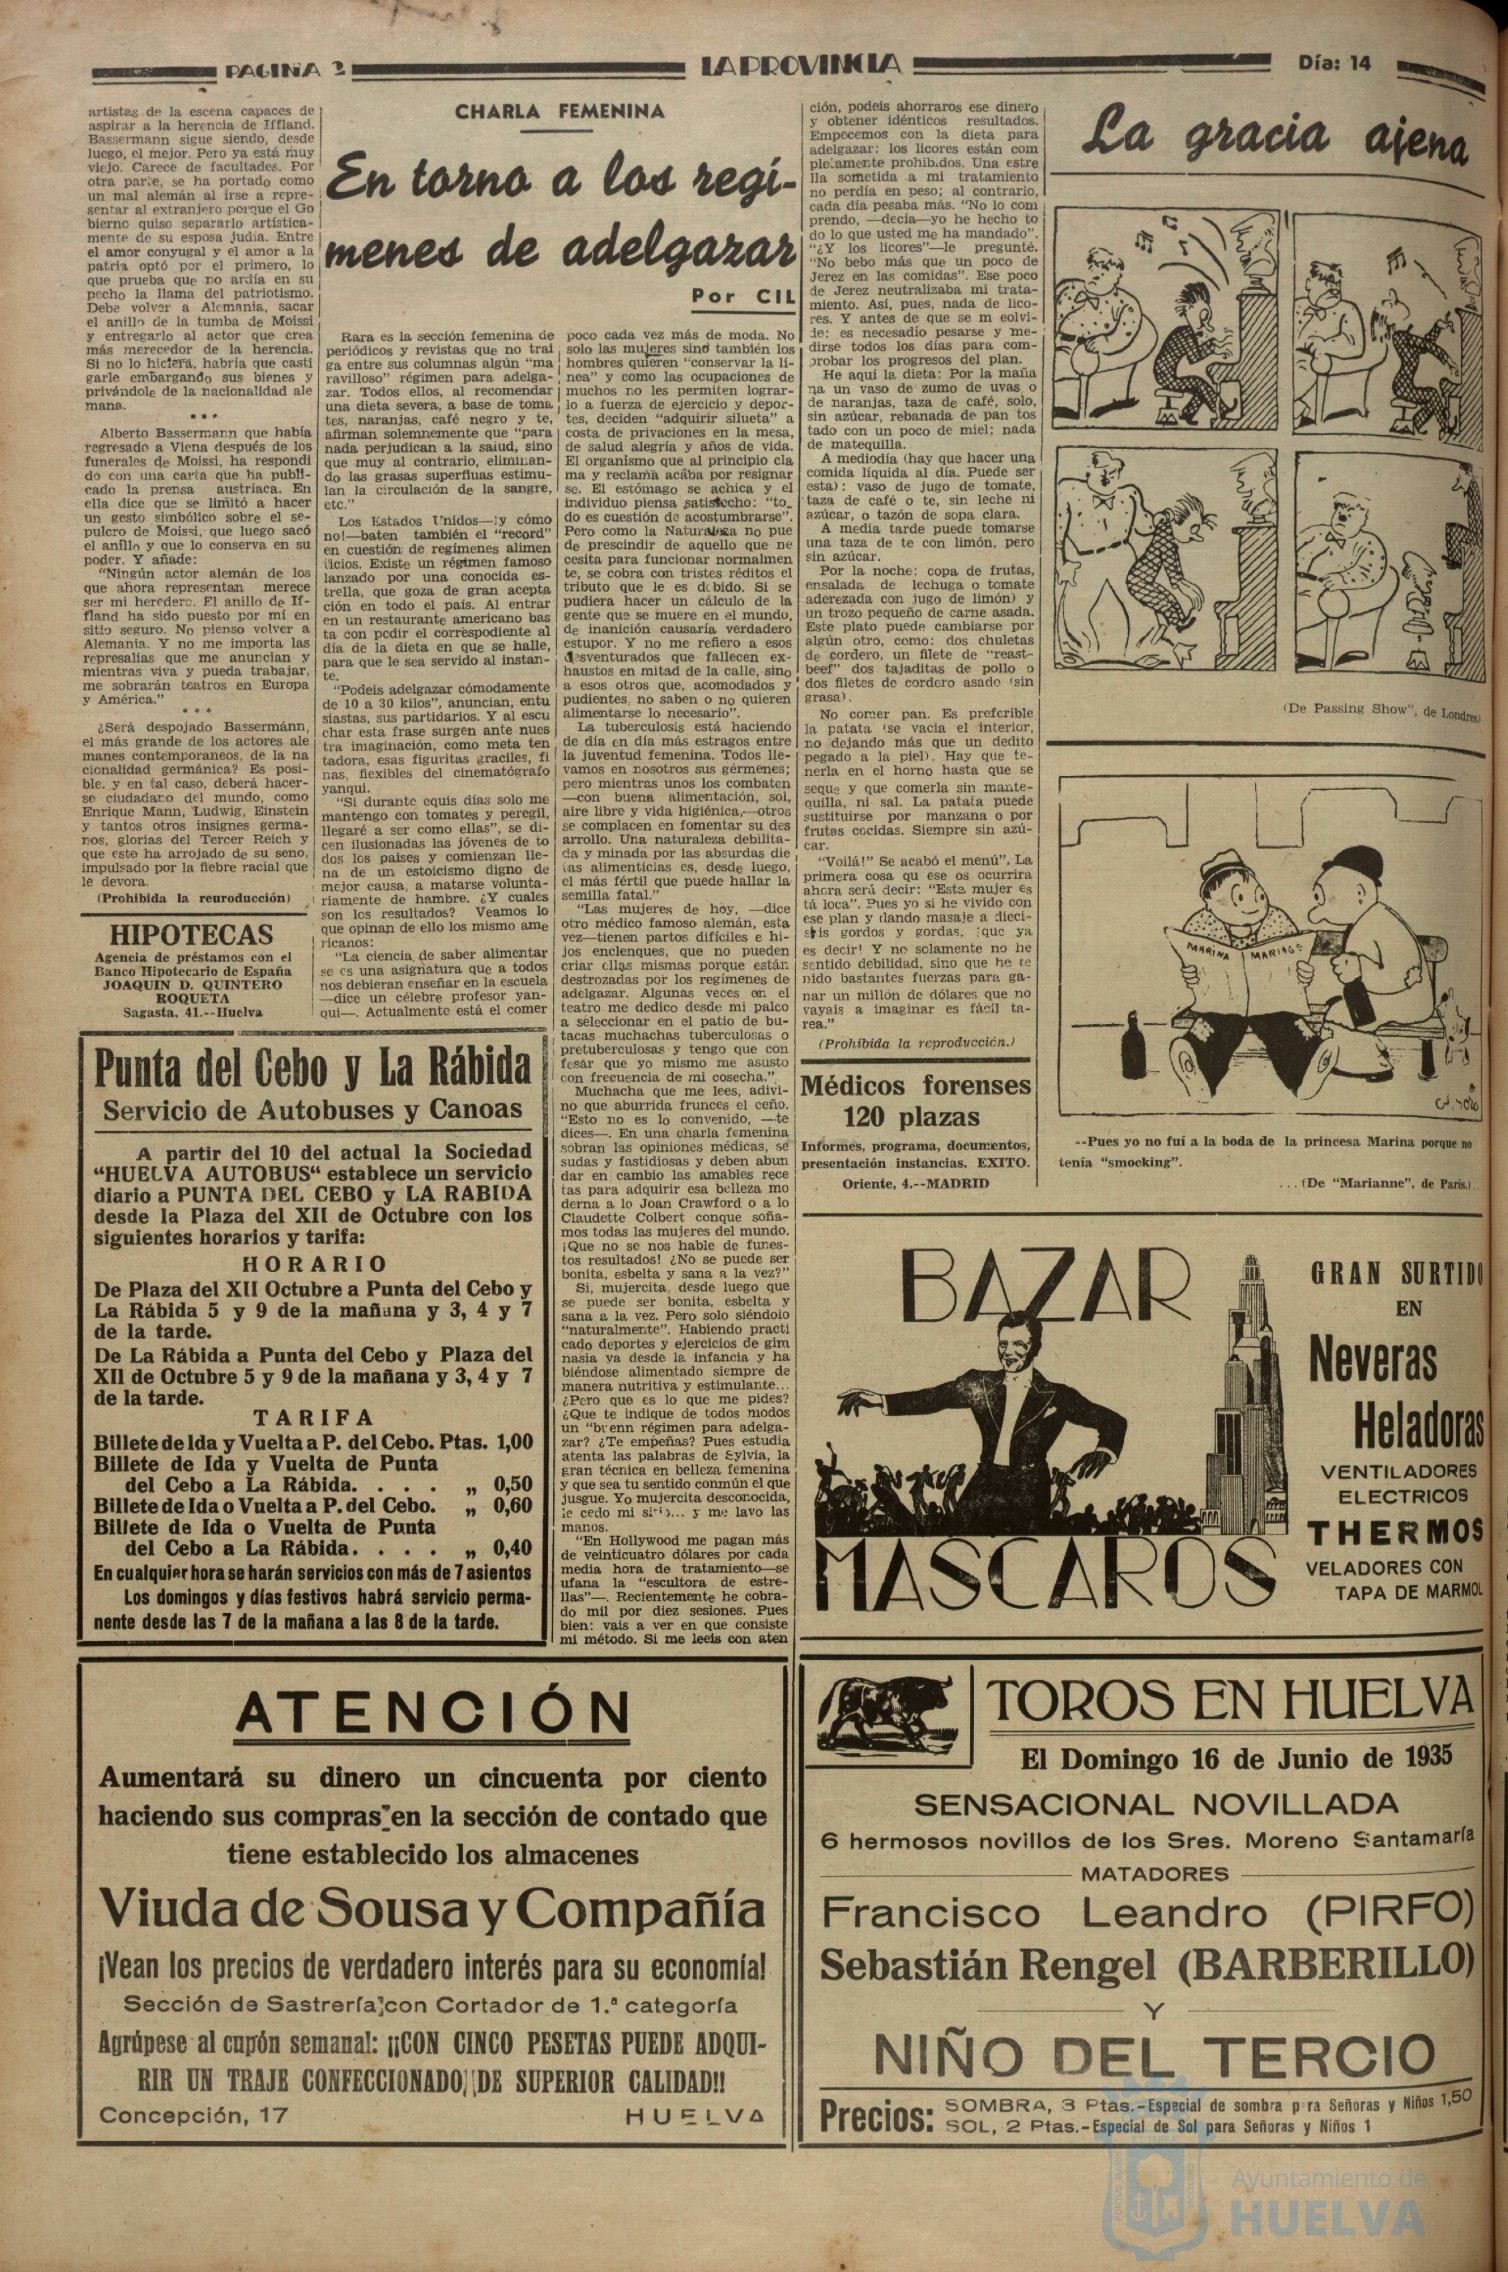 PAGINA 2
LA PROVINCIA
Día: 14
artistas de la escena capaces de
aspirar a la herencia de Iffland.
Bassermann sigue siendo, desde
luego, el mejor. Pero ya está muy
viejo. Carece de facultades. Por
otra parte, se ha portado como
un mal alemán al irse a repre-
sentar al extranjero porque el Go
bierno quiso separarlo artística-
mente de su esposa judía. Entre
el amor conyugal y el amor a la
patria optó por el primero, lo
que prueba que no ardía en su
pecho la llama del patriotismo.
Debe volver a Alemania, sacar
el anillo de la tumba de Moissi
y entregarlo al actor que crea
más merecedor de la herencia.
Si no lo hiciera, habría que casti
garle embargando sus bienes y
privándole de la nacionalidad ale
mana.
* * *
Alberto Bassermann que había
regresado a Viena después de los
funerales de Moissi, ha respondi
do con una carta que ha publi-
cado la prensa austríaca. En
ella dice que se limitó a hacer
un gesto simbólico sobre el se-
pulcro de Moissi, que luego sacó
el anillo y que lo conserva en su
poder. Y añade:
"Ningún actor alemán de los
que ahora representan merece
ser mi heredero. El anillo de If-
fland ha sido puesto por mí en
sitio seguro. No pienso volver a
Alemania. Y no me importa las
represalias que me anuncian y
mientras viva y pueda trabajar,
me sobrarán teatros en Europa
y América."
* * *
¿Será despojado Bassermánn,
el más grande de los actores ale
manes contemporaneos, de la na
cionalidad germánica? Es posi-
ble. y en tal caso, deberá hacer-
se ciudadano del mundo, como
Enrique Mann, Ludwig, Einstein
y tantos otros insignes germa-
nos, glorias del Tercer Reich y
que este ha arrojado de su seno,
impulsado por la fiebre racial que
le devora.
(Prohibida la reuroducción)
HIPOTECAS
Agencia de préstamos con el
Banco Hipotecario de España
JOAQUIN D. QUINTERO
ROQUETA
Sagasta, 41.--Huelva
CHARLA FEMENINA
En torno a los regí-
menes de adelgazar
Por CIL
Rara es la sección femenina de
periódicos y revistas que no trai
ga entre sus columnas algún "ma
ravilloso" régimen para adelga-
zar. Todos ellos, al recomendar
una dieta severa, a base de toma
tes, naranjas, café negro y te,
afirman solemnemente que "para
nada perjudican a la salud, sino
que muy al contrario, eliminan-
do las grasas superfluas estimu-
lan la circulación de la sangre,
etc."
Los Estados Unidos—¡y cómo
no!—baten también el "record"
en cuestión de regímenes alimen
ticios. Existe un régimen famoso
lanzado por una conocida es-
trella, que goza de gran acepta
ción en todo el país. Al entrar
en un restaurante americano bas
ta con pedir el correspodiente al
día de la dieta en que se halle,
para que le sea servido al instan-
te.
"Podeis adelgazar cómodamente
de 10 a 30 kilos", anuncian, entu
siastas, sus partidarios. Y al escu
char esta frase surgen ante nues
tra imaginación, como meta ten
tadora, esas figuritas graciles, fi
nas, flexibles del cinematógrafo
yanqui.
"Si durante equis días solo me
mantengo con tomates y peregil,
llegaré a ser como ellas", se di-
cen ilusionadas las jóvenes de to
dos los paises y comienzan lle-
na de un estoicismo digno de
mejor causa, a matarse volunta-
riamente de hambre. ¿Y cuales
son los resultados? Veamos lo
que opinan de ello los mismo ame
ricanos:
"La ciencia de saber alimentar
se es una asignatura que a todos
nos debieran enseñar en la escuela
—dice un célebre profesor yan-
qui—. Actualmente está el comer
poco cada vez más de moda. No
solo las mujeres sino también los
hombres quieren "conservar la lí-
nea" y como las ocupaciones de
muchos no les permiten lograr-
lo a fuerza de ejercicio y depor-
tes, deciden "adquirir silueta" a
costa de privaciones en la mesa,
de salud alegría y años de vida.
El organismo que al principio cla
ma y reclama acaba por resignar
se. El estómago se achica y el
individuo piensa satisfecho: "to_
do es cuestión de acostumbrarse".
Pero como la Naturaleza no pue
de prescindir de aquello que ne
cesita para funcionar normalmen
te, se cobra con tristes réditos el
tributo que le es debido. Si se
pudiera hacer un cálculo de la
gente que se muere en el mundo,
de inanición causaría verdadero
estupor. Y no me refiero a esos
desventurados que fallecen ex-
haustos en mitad de la calle, sino
a esos otros que, acomodados y
pudientes, no saben o no quieren
alimentarse lo necesario".
La tuberculosis está haciendo
de día en día más estragos entre
la juventud femenina. Todos lle-
vamos en nosotros sus gérmenes;
pero mientras unos los combaten
—con buena alimentación, sol,
aire libre y vida higiénica,—otros
se complacen en fomentar su des
arrollo. Una naturaleza debilita-
da y minada por las absurdas die
tas alimenticias es, desde luego,
el más fértil que puede hallar la
semilla fatal."
"Las mujeres de hoy, —dice
otro médico famoso alemán, esta
vez—tienen partos difíciles e hi-
jos enclenques, que no pueden
criar ellas mismas porque están
destrozadas por los regímenes de
adelgazar. Algunas veces en el
teatro me dedico desde mi palco
a seleccionar en el patio de bu-
tacas muchachas tuberculosas o
pretuberculosas y tengo que con
fesar que yo mismo me asusto
con frecuencia de mi cosecha."
Muchacha que me lees, adivi-
no que aburrida frunces el ceño.
"Esto no es lo convenido, —te
dices—. En una charla femenina
sobran las opiniones médicas, se
sudas y fastidiosas y deben abun
dar en cambio las amables rece
tas para adquirir esa belleza mo
derna a lo Joan Crawford o a lo
Claudette Colbert conque soña-
mos todas las mujeres del mundo.
¡Que no se nos hable de funes-
tos resultados! ¿No se puede ser
bonita, esbelta y sana a la vez?"
Si, mujercita, desde luego que
se puede ser bonita, esbelta y
sana a la vez. Pero solo siéndolo
"naturalmente". Habiendo practi
cado deportes y ejercicios de gim
nasia ya desde la infancia y ha
biéndose alimentado siempre de
manera nutritiva y estimulante...
¿Pero que es lo que me pides?
¿Que te indique de todos modos
un "buenn régimen para adelga-
zar? ¿Te empeñas? Pues estudia
atenta las palabras de Sylvia, la
gran técnica en belleza femenina
y que sea tu sentido conmún el que
jusgue. Yo mujercita desconocida,
le cedo mi sitio... y me lavo las
manos.
"En Hollywood me pagan más
de veinticuatro dólares por cada
media hora de tratamiento—se
ufana la "escultora de estre-
llas"—. Recientemente he cobra-
do mil por diez sesiones. Pues
bien: vais a ver en que consiste
mi método. Si me leeis con aten
ción, podeis ahorraros ese dinero
y obtener idénticos resultados.
Empecemos con la dieta para
adelgazar: los licores están com
pletamente prohibidos. Una estre
lla sometida a mi tratamiento
no perdía en peso; al contrario,
cada día pesaba más. "No lo com
prendo, —decía—yo he hecho to
do lo que usted me ha mandado".
"¿Y los licores"—le pregunté.
"No bebo más que un poco de
Jerez en las comidas". Ese poco
de Jerez neutralizaba mi trata-
miento. Así, pues, nada de lico-
res. Y antes de que se m eolvi-
de: es necesadio pesarse y me-
dirse todos los días para com-
probar los progresos del plan.
He aquí la dieta: Por la maña
na un vaso de zumo de uvas o
de naranjas, taza de café, solo,
sin azúcar, rebanada de pan tos
tado con un poco de miel; nada
de matequilla.
A mediodía (hay que hacer una
comida líquida al día. Puede ser
esta): vaso de jugo de tomate,
taza de café o te, sin leche ni
azúcar, o tazón de sopa clara.
A media tarde puede tomarse
una taza de te con limón, pero
sin azúcar.
Por la noche: copa de frutas,
ensalada de lechuga o tomate
aderezada con jugo de limón) y
un trozo pequeño de carne asada.
Este plato puede cambiarse por
algún otro, como: dos chuletas
de cordero, un filete de "reast-
beef" dos tajaditas de pollo o
dos filetes de cordero asado (sin
grasa).
No comer pan. Es preferible
la patata (se vacia el interior,
no dejando más que un dedito
pegado a la piel). Hay que te-
nerla en el horno hasta que se
seque y que comerla sin mante-
quilla, ni sal. La patata puede
sustituirse por manzana o por
frutas cocidas. Siempre sin azú-
car.
"Voilá!" Se acabó el menú". La
primera cosa qu ese os ocurrira
ahora será decir: "Esta mujer es
tá loca". Pues yo si he vivido con
ese plan y dando masaje a dieci-
seis gordos y gordas, ¡que ya
es decir! Y no solamente no he
sentido debilidad, sino que he te
nido bastantes fuerzas para ga-
nar un millón de dólares que no
vayais a imaginar es fácil ta-
rea."
(Prohibida la reproducción.)
Médicos forenses
120 plazas
Informes, programa, documentos,
presentación instancias. EXITO.
Oriente, 4.--MADRID
La gracia ajena
(De Passing Show", de Londres)
MARINA
MARIAGE
--Pues yo no fuí a la boda de la princesa Marina porque no
tenía "smocking".
...(De "Marianne", de París.)..
Punta del Cebo y La Rábida
Servicio de Autobuses y Canoas
A partir del 10 del actual la Sociedad
"HUELVA AUTOBUS" establece un servicio
diario a PUNTA DEL CEBO y LA RABIDA
desde la Plaza del XII de Octubre con los
siguientes horarios y tarifa:
HORARIO
De Plaza del XII Octubre a Punta del Cebo y
La Rábida 5 y 9 de la mañana y 3, 4 y 7
de la tarde.
De La Rábida a Punta del Cebo y Plaza del
XII de Octubre 5 y 9 de la mañana y 3, 4 y 7
de la tarde.
TARIFA
Billete de Ida y Vuelta a P. del Cebo. Ptas. 1,00
Billete de Ida y Vuelta de Punta
del Cebo a La Rábida. . . . „ 0,50
Billete de Ida o Vuelta a P. del Cebo. „ 0,60
Billete de Ida o Vuelta de Punta
del Cebo a La Rábida. . . . „ 0,40
En cualquier hora se harán servicios con más de 7 asientos
Los domingos y días festivos habrá servicio perma-
nente desde las 7 de la mañana a las 8 de la tarde.
BAZAR
MASCAROS
GRAN SURTIDO
EN
Neveras
Heladoras
VENTILADORES
ELECTRICOS
THERMOS
VELADORES CON
TAPA DE MARMOL
ATENCIÓN
Aumentará su dinero un cincuenta por ciento
haciendo sus compras en la sección de contado que
tiene establecido los almacenes
Viuda de Sousa y Compañía
¡Vean los precios de verdadero interés para su economía!
Sección de Sastrería con Cortador de 1.ª categoría
Agrúpese al cupón semanal: ¡¡CON CINCO PESETAS PUEDE ADQUI-
RIR UN TRAJE CONFECCIONADO DE SUPERIOR CALIDAD!!
Concepción, 17 HUELVA
TOROS EN HUELVA
El Domingo 16 de Junio de 1935
SENSACIONAL NOVILLADA
6 hermosos novillos de los Sres. Moreno Santamaría
MATADORES
Francisco Leandro (PIRFO)
Sebastián Rengel (BARBERILLO)
Y
NIÑO DEL TERCIO
Precios: SOMBRA, 3 Ptas.-Especial de sombra p ra Señoras y Niños 1,50
SOL, 2 Ptas.-Especial de Sol para Señoras y Niños 1
Ayuntamiento de
HUELVA